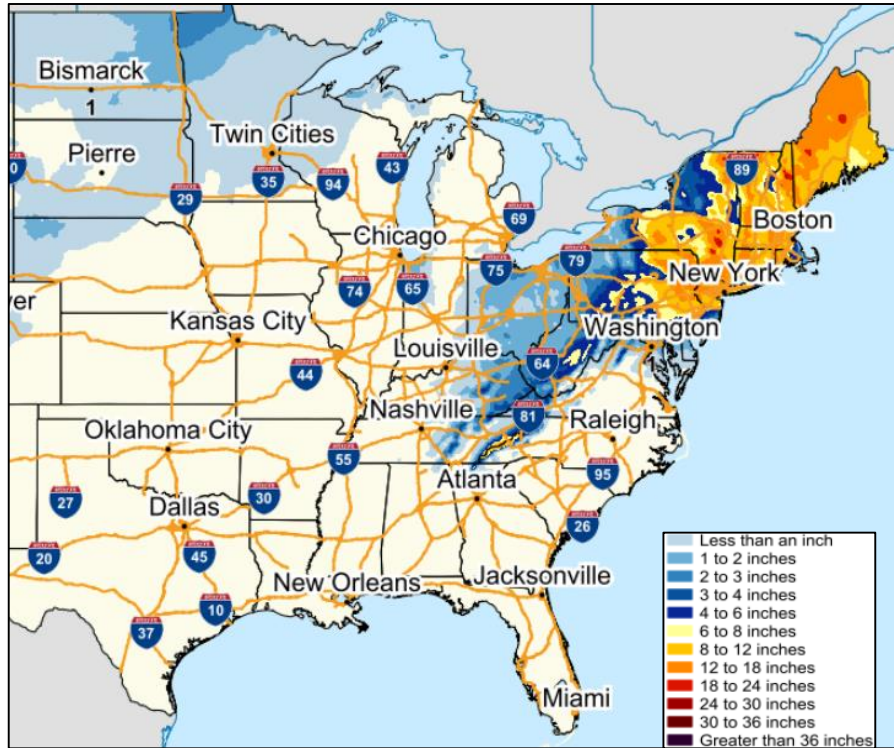 Bismarck
1
Twin Cities
Pierre
0
29
35
94
43
69
89
Boston
Chicago
75
79
New York
ver
74
65
Kansas City
Washington
Louisville
64
44
Nashville
81
Raleigh
Oklahoma City
55
95
Atlanta
27
30
Dallas
26
20
45
New Orleans
Jacksonville
10
37
Miami
Less than an inch
1 to 2 inches
2 to 3 inches
3 to 4 inches
4 to 6 inches
6 to 8 inches
8 to 12 inches
12 to 18 inches
18 to 24 inches
24 to 30 inches
30 to 36 inches
Greater than 36 inches